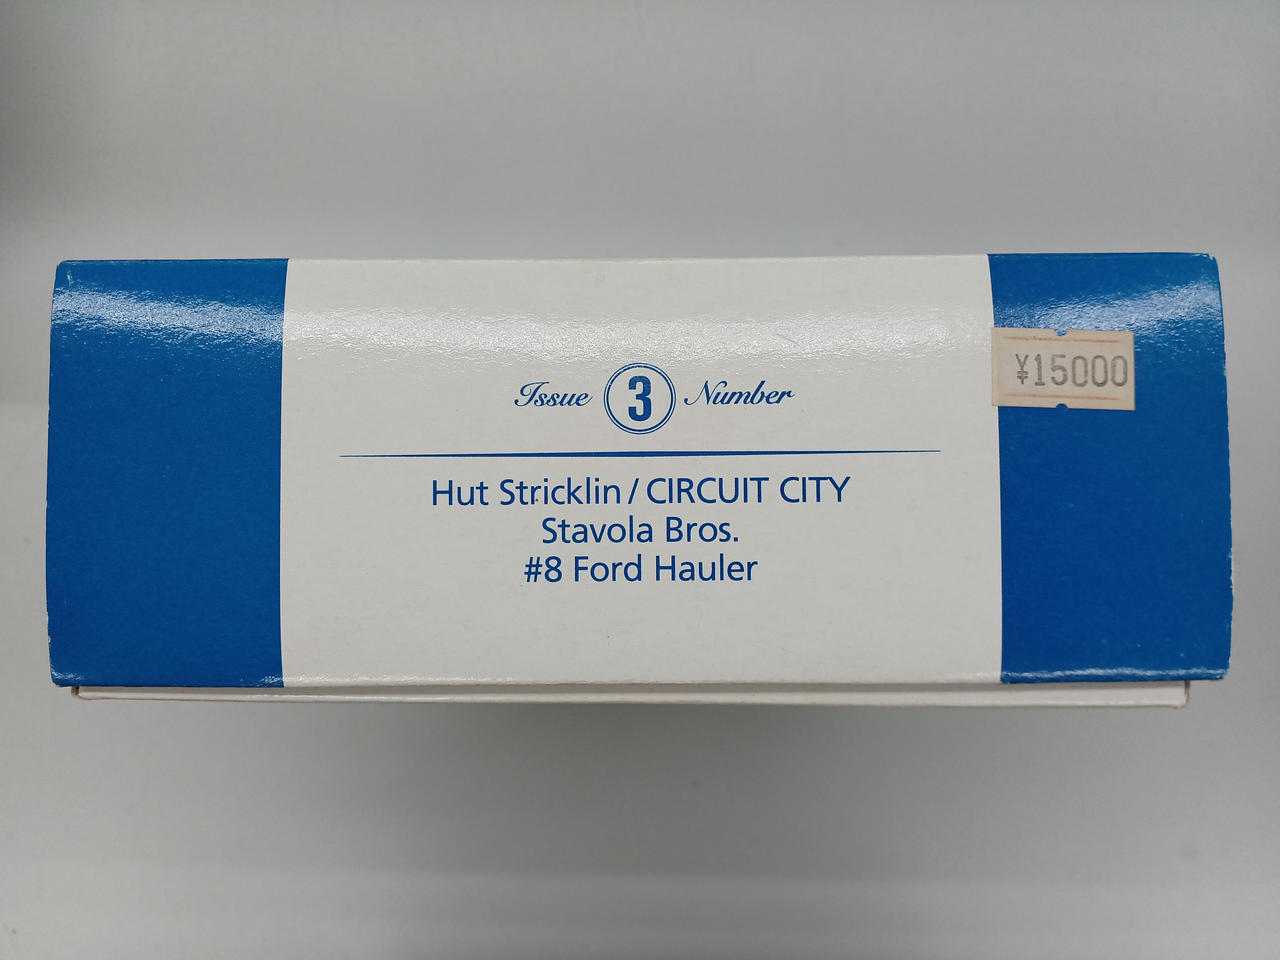 Issue 3 Number
¥15000
Hut Stricklin / CIRCUIT CITY
Stavola Bros.
#8 Ford Hauler